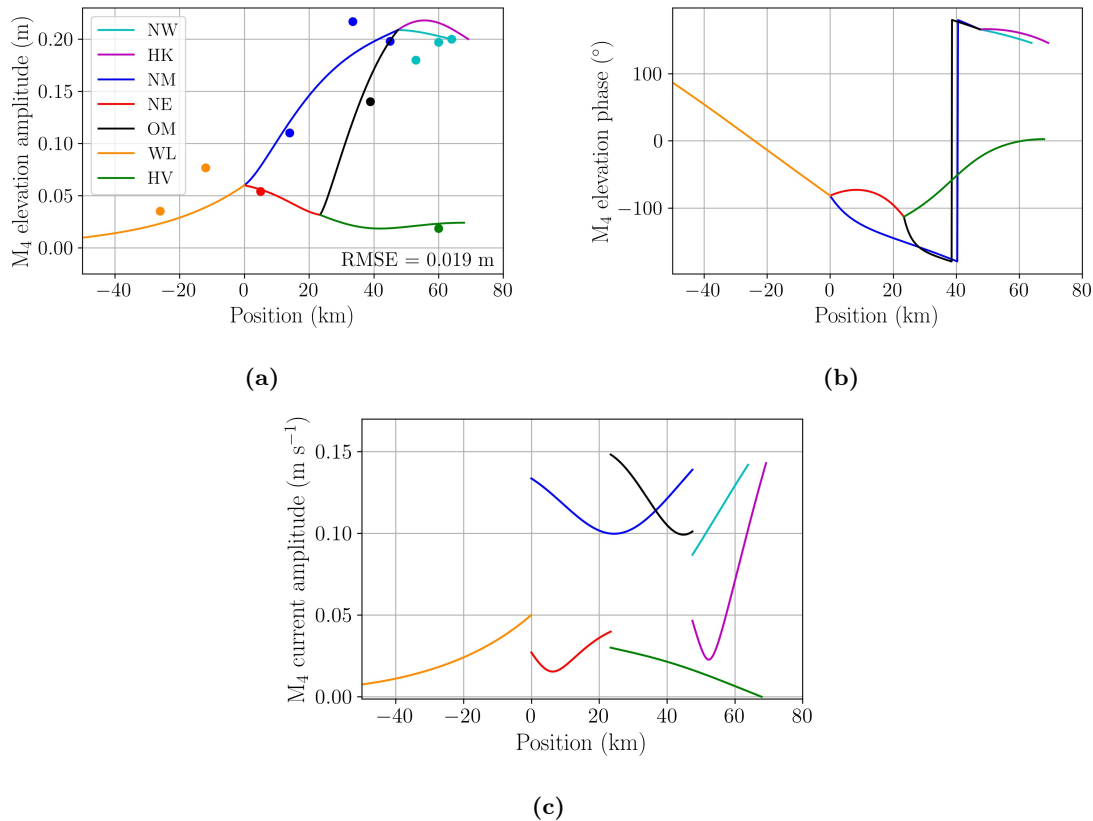 M₄ elevation amplitude (m)
0.20
0.15
0.10
0.05
0.00
NW
HK
NM
NE
OM
WL
HV
RMSE = 0.019 m
−40 −20 0 20 40 60 80
Position (km)
(a)
M₄ elevation phase (°)
100
0
−100
−40 −20 0 20 40 60 80
Position (km)
(b)
M₄ current amplitude (m s⁻¹)
0.15
0.10
0.05
0.00
−40 −20 0 20 40 60 80
Position (km)
(c)